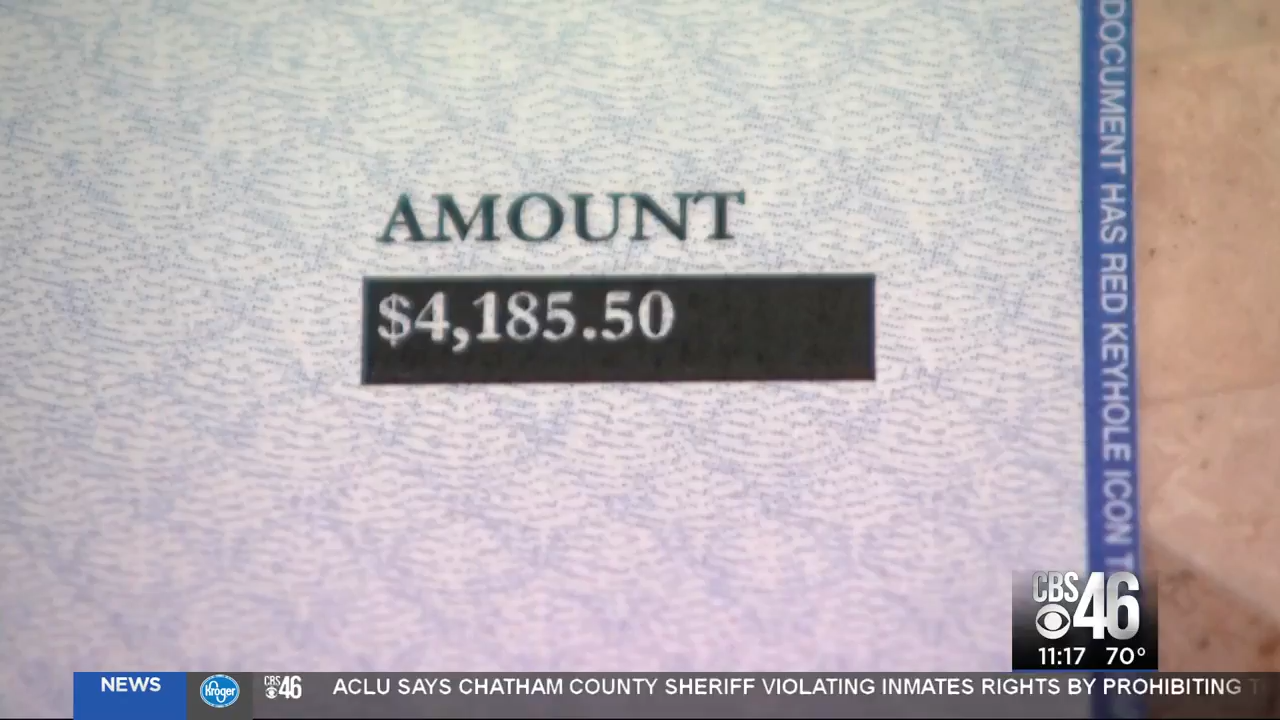 AMOUNT
$4,185.50
DOCUMENT HAS RED KEYHOLE ICON
CBS
46
11:17 70°
NEWS
Kroger
CBS
46
ACLU SAYS CHATHAM COUNTY SHERIFF VIOLATING INMATES RIGHTS BY PROHIBITING